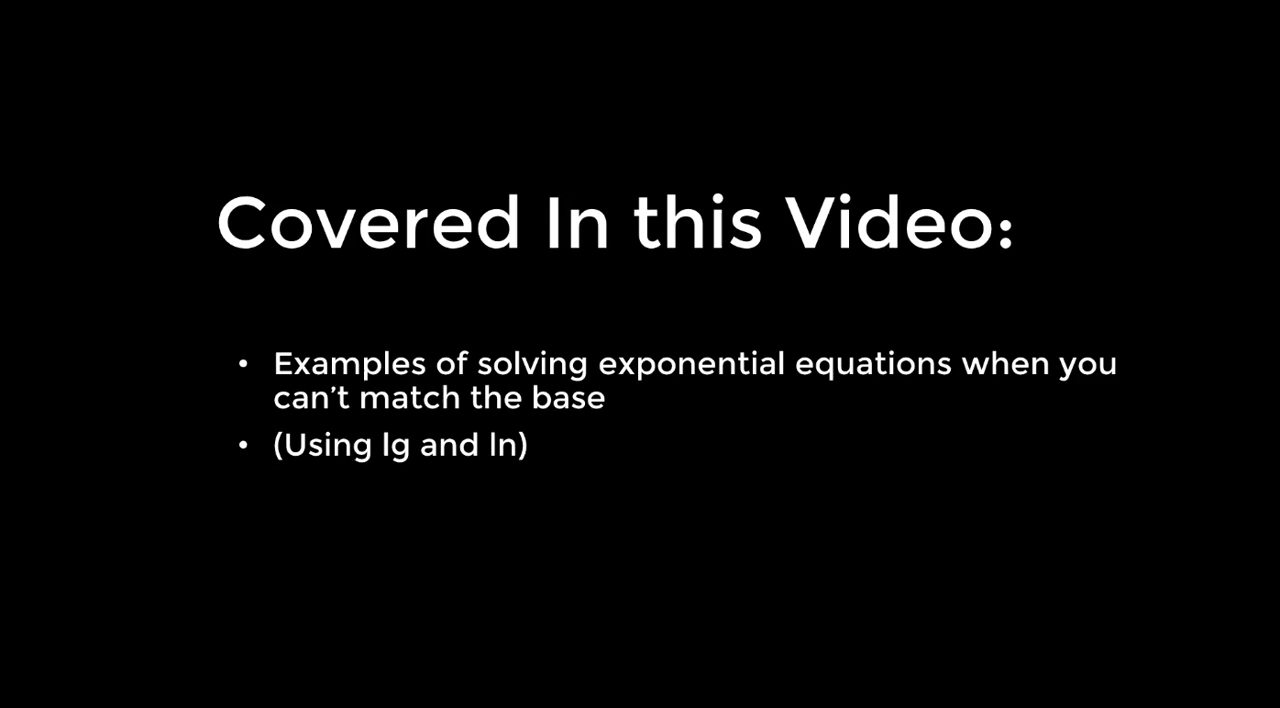 Covered In this Video:
• Examples of solving exponential equations when you
can’t match the base
• (Using lg and ln)